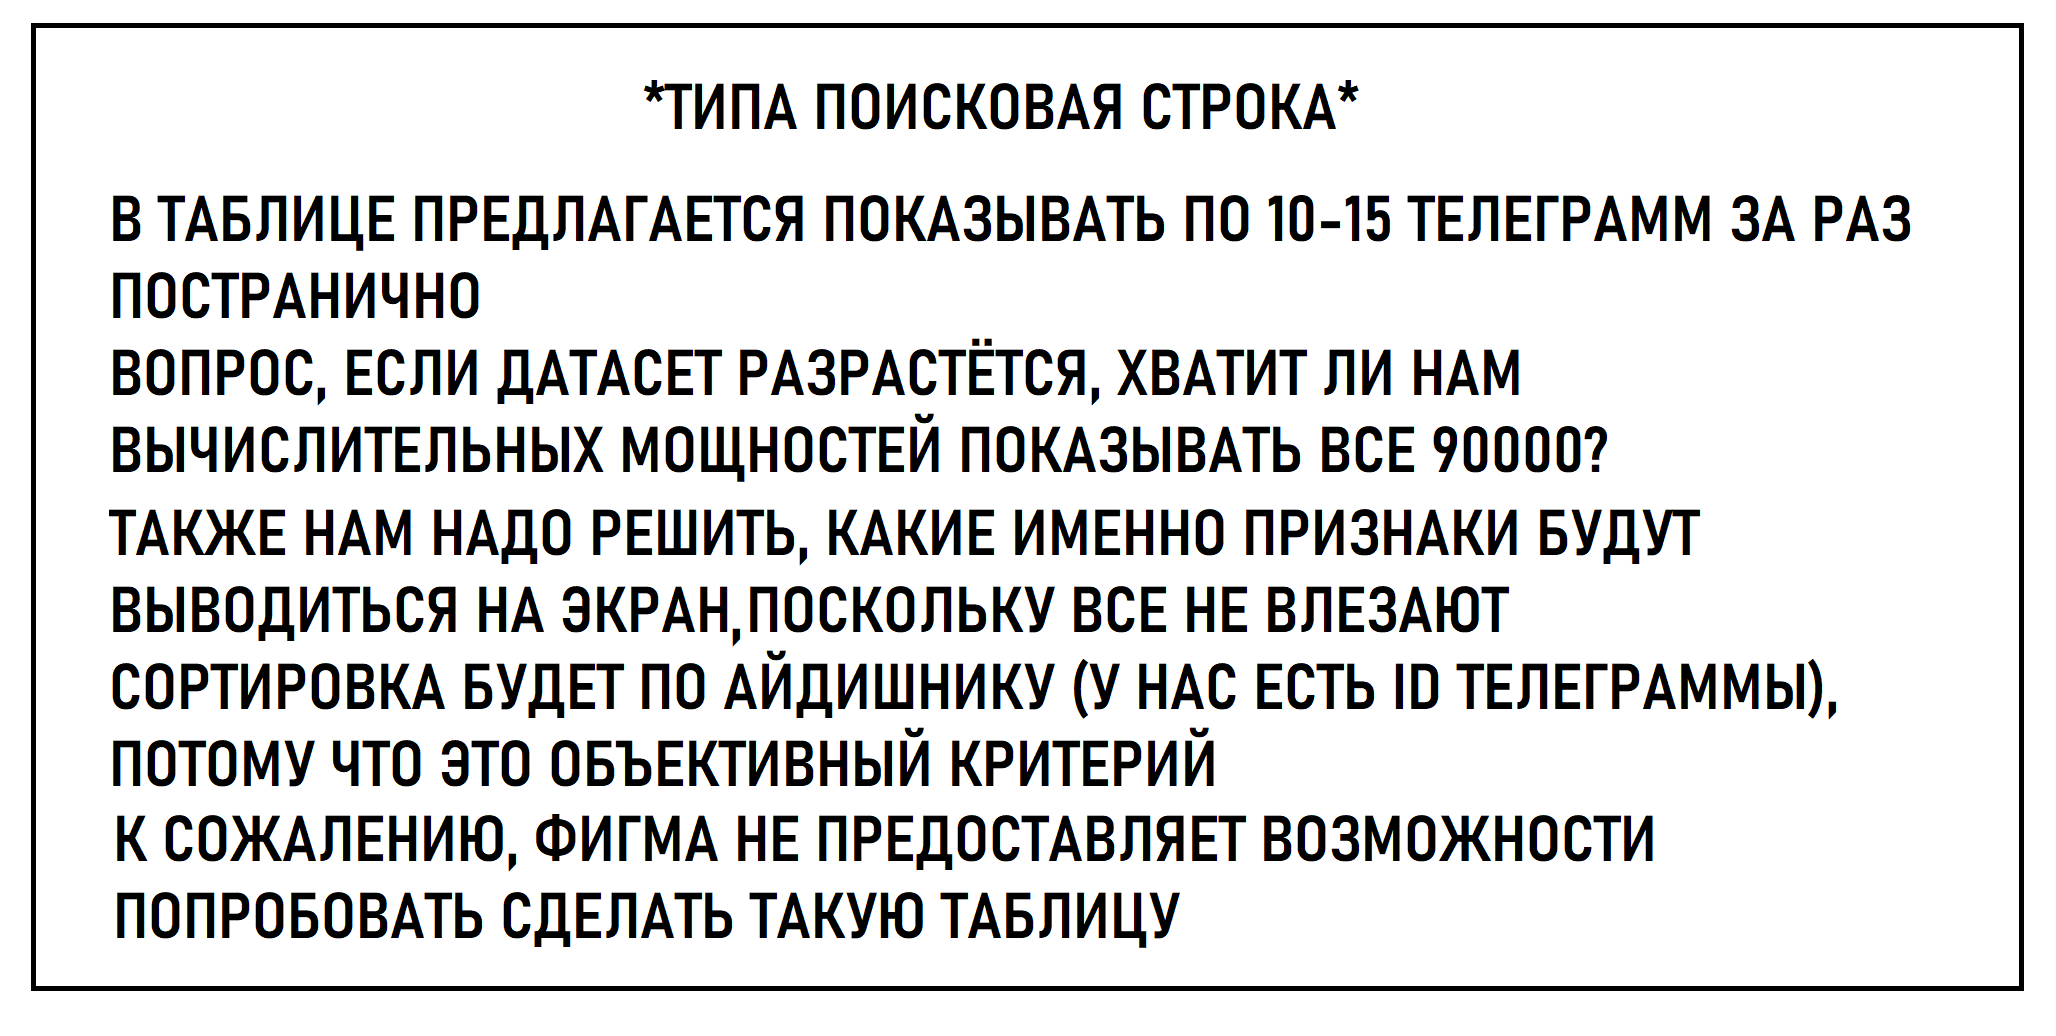 *ТИПА ПОИСКОВАЯ СТРОКА*
В ТАБЛИЦЕ ПРЕДЛАГАЕТСЯ ПОКАЗЫВАТЬ ПО 10-15 ТЕЛЕГРАММ ЗА РАЗ
ПОСТРАНИЧНО
ВОПРОС, ЕСЛИ ДАТАСЕТ РАЗРАСТЁТСЯ, ХВАТИТ ЛИ НАМ
ВЫЧИСЛИТЕЛЬНЫХ МОЩНОСТЕЙ ПОКАЗЫВАТЬ ВСЕ 90000?
ТАКЖЕ НАМ НАДО РЕШИТЬ, КАКИЕ ИМЕННО ПРИЗНАКИ БУДУТ
ВЫВОДИТЬСЯ НА ЭКРАН,ПОСКОЛЬКУ ВСЕ НЕ ВЛЕЗАЮТ
СОРТИРОВКА БУДЕТ ПО АЙДИШНИКУ (У НАС ЕСТЬ ID ТЕЛЕГРАММЫ),
ПОТОМУ ЧТО ЭТО ОБЪЕКТИВНЫЙ КРИТЕРИЙ
К СОЖАЛЕНИЮ, ФИГМА НЕ ПРЕДОСТАВЛЯЕТ ВОЗМОЖНОСТИ
ПОПРОБОВАТЬ СДЕЛАТЬ ТАКУЮ ТАБЛИЦУ